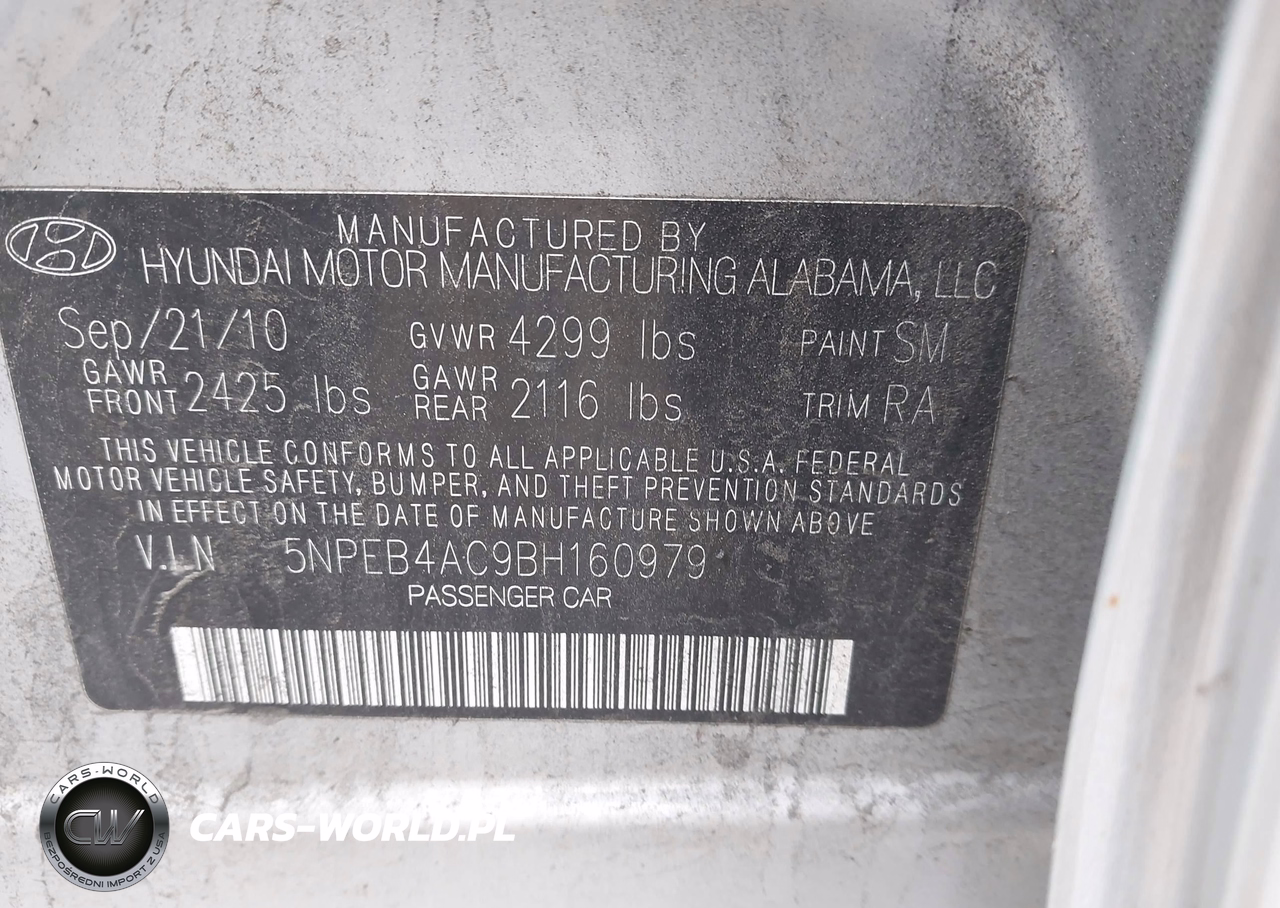 MANUFACTURED BY
HYUNDAI MOTOR MANUFACTURING ALABAMA, LLC
Sep/21/10 GVWR 4299 lbs PAINT SM
GAWR FRONT 2425 lbs GAWR REAR 2116 lbs TRIM RA
THIS VEHICLE CONFORMS TO ALL APPLICABLE U.S.A. FEDERAL
MOTOR VEHICLE SAFETY, BUMPER, AND THEFT PREVENTION STANDARDS
IN EFFECT ON THE DATE OF MANUFACTURE SHOWN ABOVE
V.I.N 5NPEB4AC9BH160979
PASSENGER CAR
CARS-WORLD
CW
BEZPOŚREDNI IMPORT Z USA
CARS-WORLD.PL